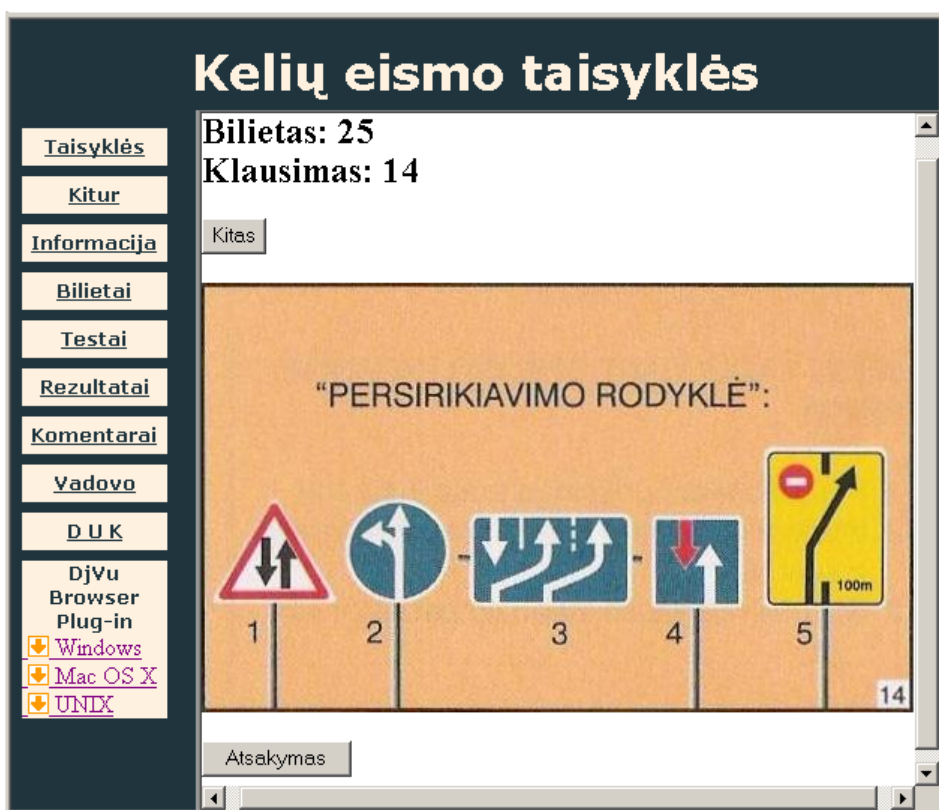 Kelių eismo taisyklės
Taisyklės
Kitur
Informacija
Bilietai
Testai
Rezultatai
Komentarai
Vadovo
D U K
DjVu
Browser
Plug-in
Windows
Mac OS X
UNIX
Bilietas: 25
Klausimas: 14
Kitas
“PERSIRIKIAVIMO RODYKLĖ”:
100m
1 2 3 4 5
14
Atsakymas